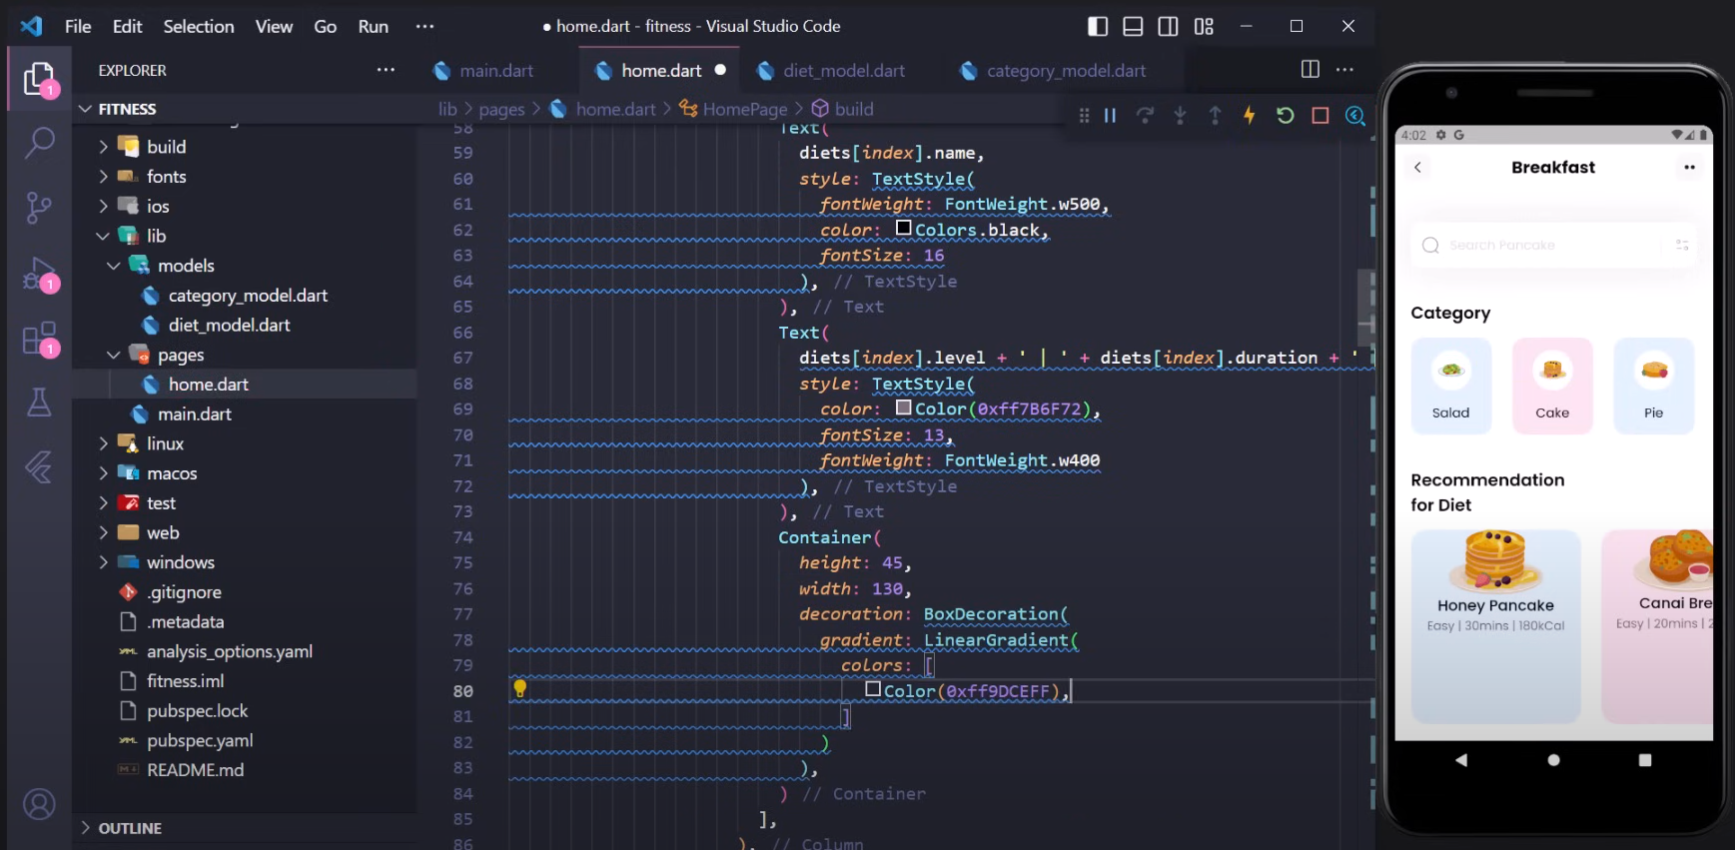 File Edit Selection View Go Run ···
● home.dart - fitness - Visual Studio Code
EXPLORER ···
main.dart
home.dart ●
diet_model.dart
category_model.dart
FITNESS
lib > pages > home.dart > HomePage > build
build
fonts
ios
lib
models
category_model.dart
diet_model.dart
pages
home.dart
main.dart
linux
macos
test
web
windows
.gitignore
.metadata
analysis_options.yaml
fitness.iml
pubspec.lock
pubspec.yaml
README.md
OUTLINE
1
1
1
58 Text(
59 diets[index].name,
60 style: TextStyle(
61 fontWeight: FontWeight.w500,
62 color: Colors.black,
63 fontSize: 16
64 ), // TextStyle
65 ), // Text
66 Text(
67 diets[index].level + ' | ' + diets[index].duration + '
68 style: TextStyle(
69 color: Color(0xff7B6F72),
70 fontSize: 13,
71 fontWeight: FontWeight.w400
72 ), // TextStyle
73 ), // Text
74 Container(
75 height: 45,
76 width: 130,
77 decoration: BoxDecoration(
78 gradient: LinearGradient(
79 colors: [
80 Color(0xff9DCEFF),
81 ]
82 )
83 ),
84 ) // Container
85 ],
86 ), // Column
4:02 G
Breakfast
Search Pancake
Category
Salad
Cake
Pie
Recommendation
for Diet
Honey Pancake
Easy | 30mins | 180kCal
Canai Bre
Easy | 20mins | 2